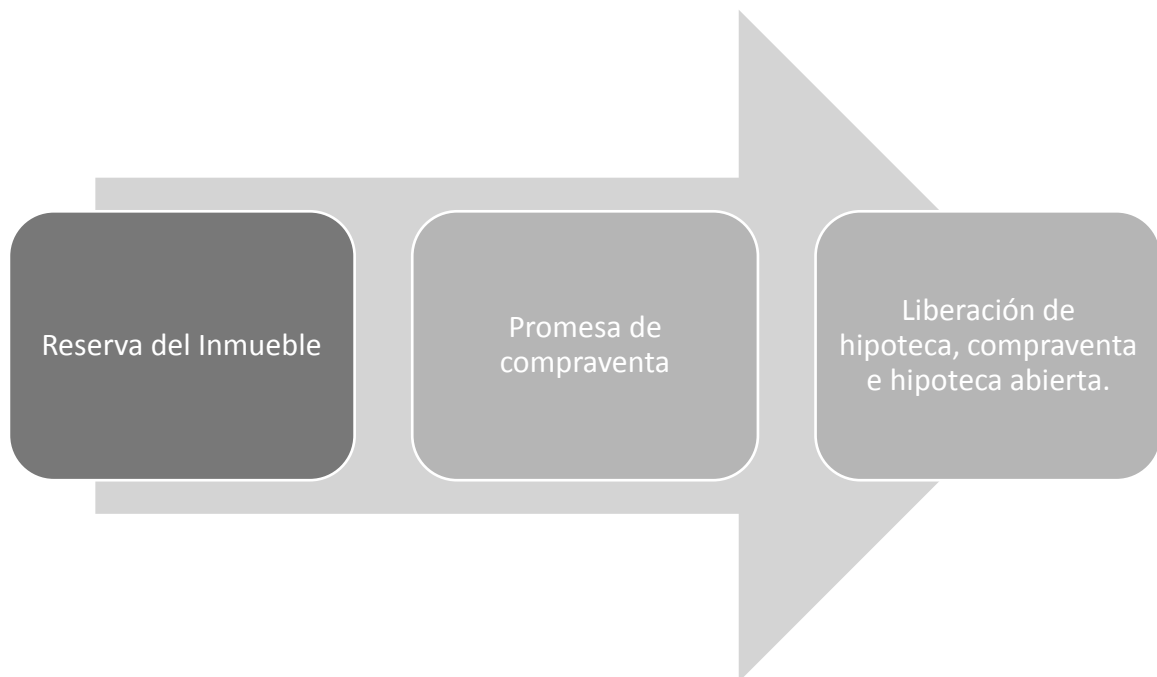 Reserva del Inmueble
Promesa de
compraventa
Liberación de
hipoteca, compraventa
e hipoteca abierta.